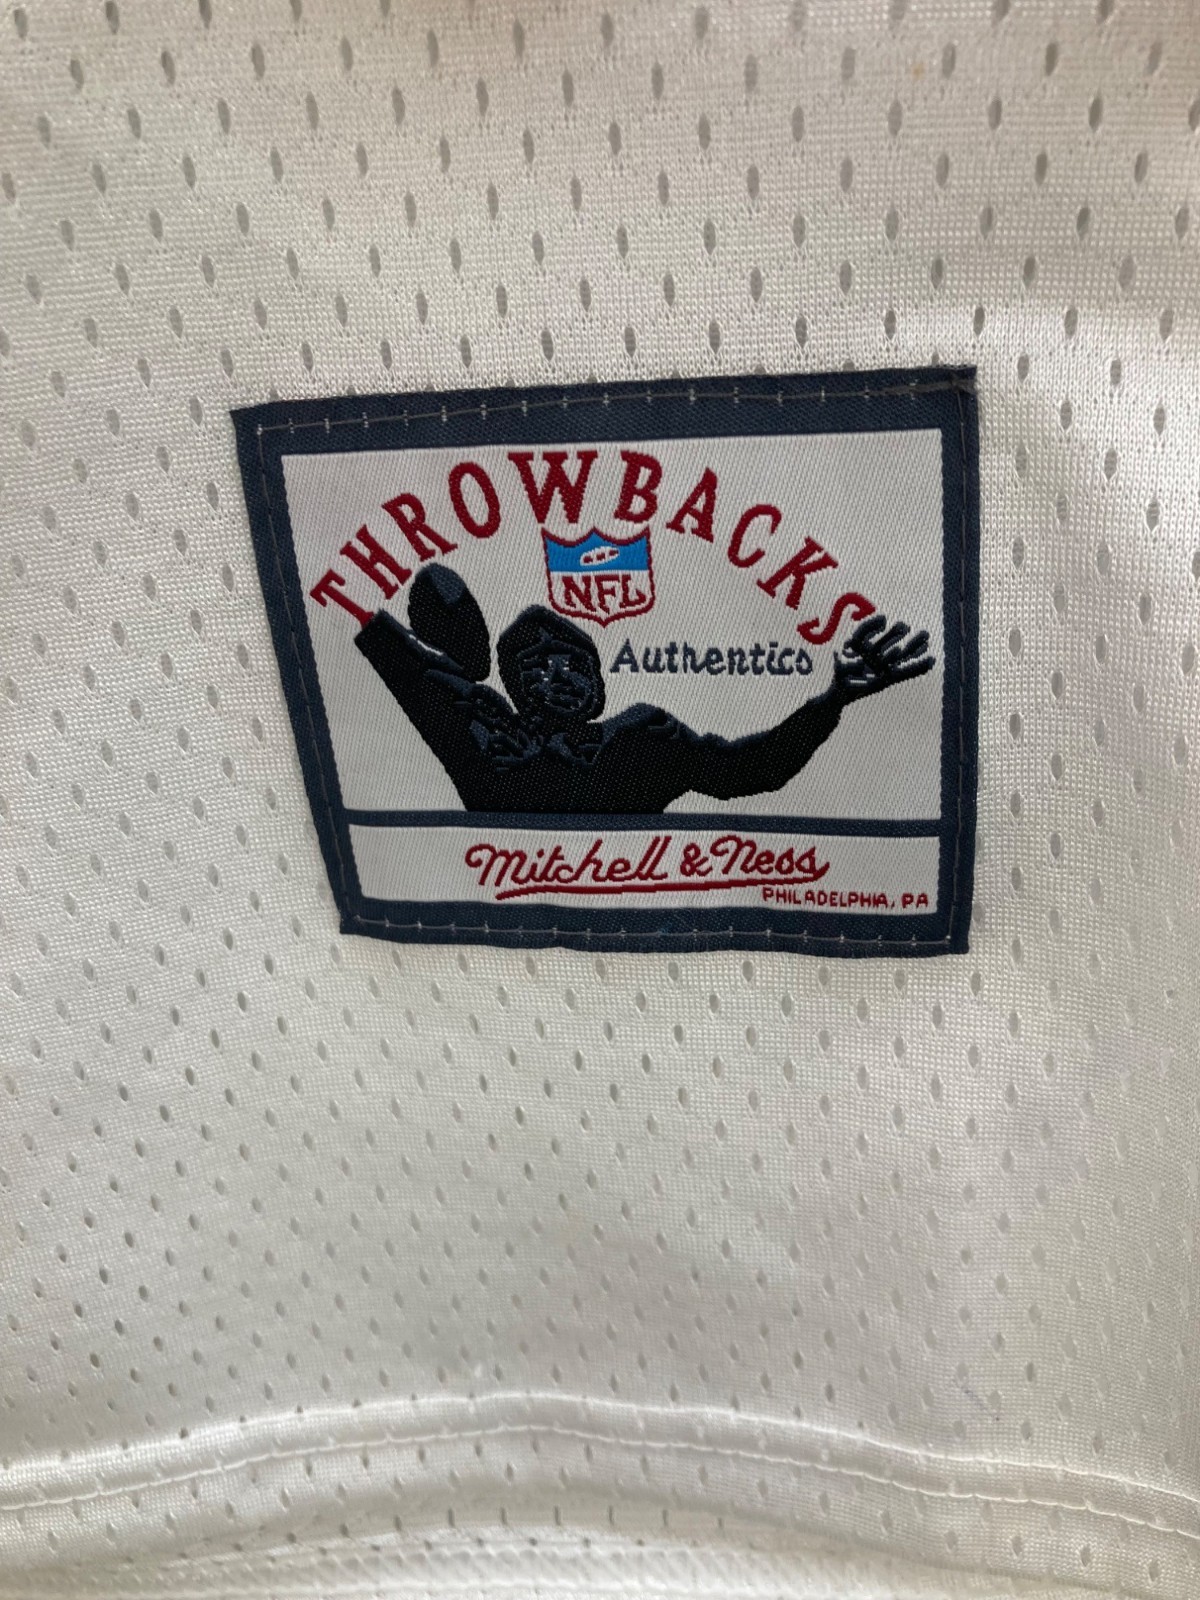 THROWBACKS
NFL
Authentics
Mitchell & Ness
PHILADELPHIA, PA